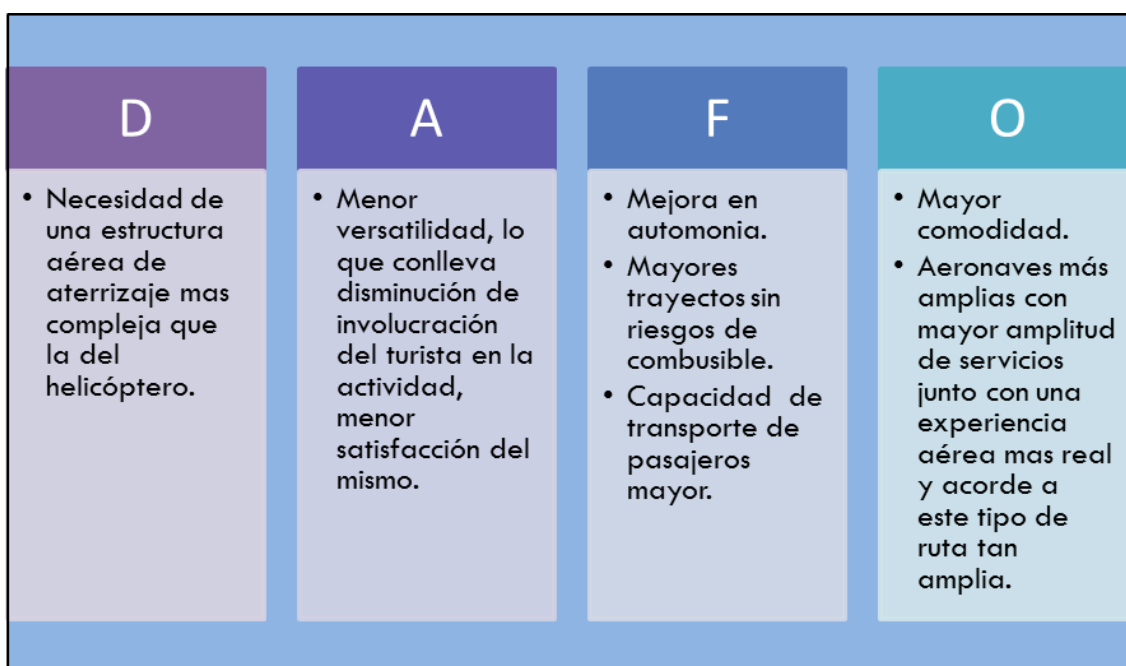 D
• Necesidad de
una estructura
aérea de
aterrizaje mas
compleja que
la del
helicóptero.
A
• Menor
versatilidad, lo
que conlleva
disminución de
involucración
del turista en la
actividad,
menor
satisfacción del
mismo.
F
• Mejora en
automonia.
• Mayores
trayectos sin
riesgos de
combusible.
• Capacidad de
transporte de
pasajeros
mayor.
O
• Mayor
comodidad.
• Aeronaves más
amplias con
mayor amplitud
de servicios
junto con una
experiencia
aérea mas real
y acorde a
este tipo de
ruta tan
amplia.